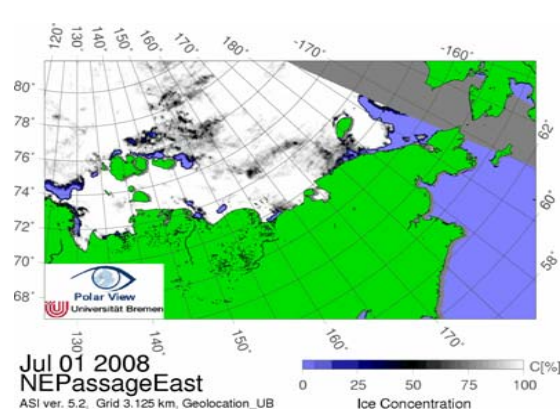 120° 130° 140° 150° 160° 170° 180° -170° -160°
80°
78°
76°
74°
72°
70°
68°
62°
60°
58°
Polar View
Universität Bremen
130° 140° 150° 160° 170°
Jul 01 2008
NEPassageEast
ASI ver. 5.2, Grid 3.125 km, Geolocation_UB
C[%]
0 25 50 75 100
Ice Concentration